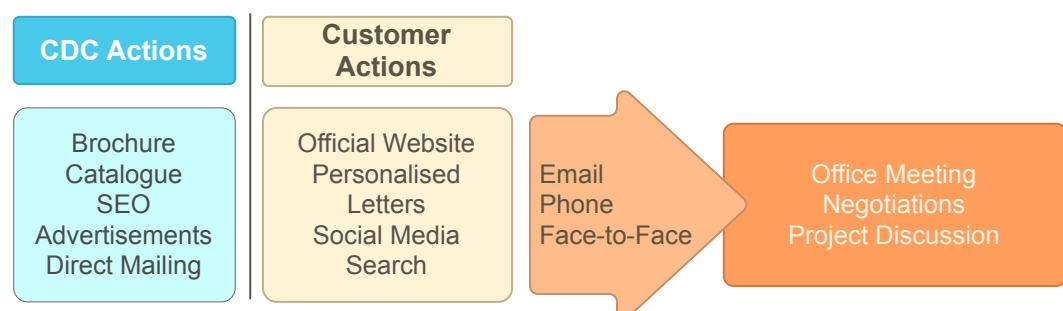 CDC Actions
Customer
Actions
Brochure
Catalogue
SEO
Advertisements
Direct Mailing
Official Website
Personalised
Letters
Social Media
Search
Email
Phone
Face-to-Face
Office Meeting
Negotiations
Project Discussion